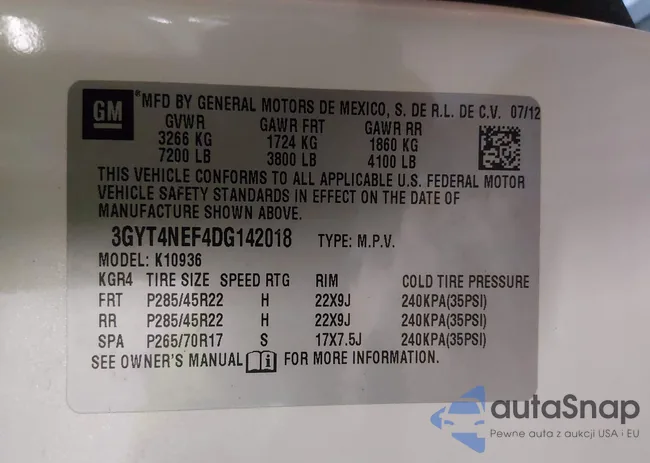 GM
®MFD BY GENERAL MOTORS DE MEXICO, S. DE R.L. DE C.V. 07/12
GVWR GAWR FRT GAWR RR
3266 KG 1724 KG 1860 KG
7200 LB 3800 LB 4100 LB
THIS VEHICLE CONFORMS TO ALL APPLICABLE U.S. FEDERAL MOTOR
VEHICLE SAFETY STANDARDS IN EFFECT ON THE DATE OF
MANUFACTURE SHOWN ABOVE.
3GYT4NEF4DG142018 TYPE: M.P.V.
MODEL: K10936
KGR4 TIRE SIZE SPEED RTG RIM COLD TIRE PRESSURE
FRT P285/45R22 H 22X9J 240KPA(35PSI)
RR P285/45R22 H 22X9J 240KPA(35PSI)
SPA P265/70R17 S 17X7.5J 240KPA(35PSI)
SEE OWNER'S MANUAL FOR MORE INFORMATION.
autaSnap
Pewne auta z aukcji USA i EU